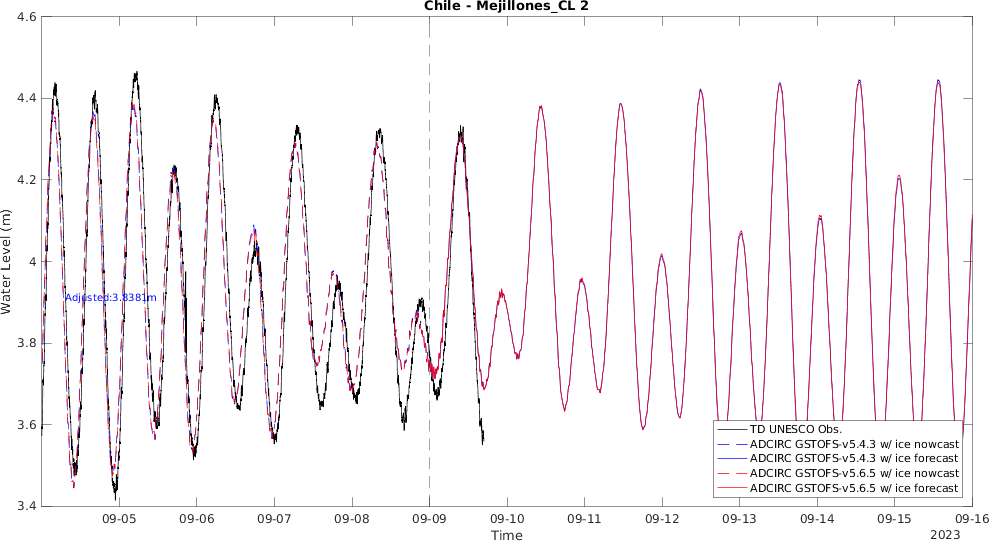 Chile - Mejillones_CL 2
4.6
4.4
4.2
4
3.8
3.6
3.4
Water Level (m)
Adjusted:3.8381m
TD UNESCO Obs.
ADCIRC GSTOFS-v5.4.3 w/ ice nowcast
ADCIRC GSTOFS-v5.4.3 w/ ice forecast
ADCIRC GSTOFS-v5.6.5 w/ ice nowcast
ADCIRC GSTOFS-v5.6.5 w/ ice forecast
09-05 09-06 09-07 09-08 09-09 09-10 09-11 09-12 09-13 09-14 09-15 09-16
Time
2023